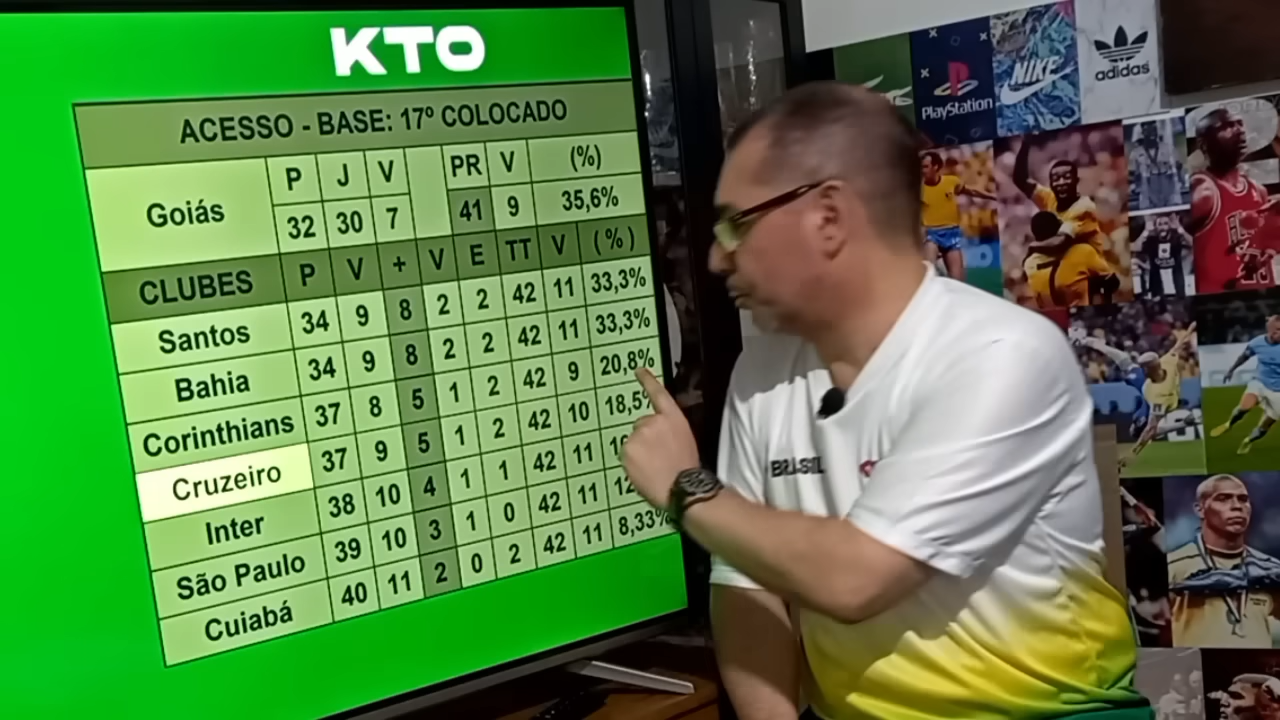 KTO
ACESSO - BASE: 17º COLOCADO
Goiás P J V PR V (%)
32 30 7 41 9 35,6%
CLUBES P V + V E TT V (%)
Santos 34 9 8 2 2 42 11 33,3%
Bahia 34 9 8 2 2 42 11 33,3%
Corinthians 37 8 5 1 2 42 9 20,8%
Cruzeiro 37 9 5 1 2 42 10 18,5%
Inter 38 10 4 1 1 42 11
São Paulo 39 10 3 1 0 42 11
Cuiabá 40 11 2 0 2 42 11 8,33%
PlayStation
NIKE
adidas
BRASIL